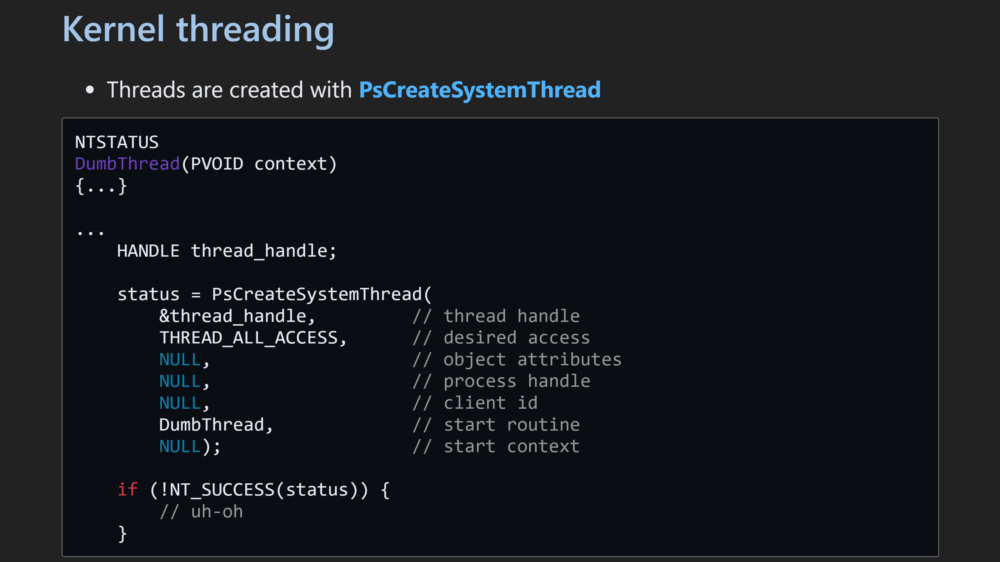 Kernel threading
• Threads are created with PsCreateSystemThread
NTSTATUS
DumbThread(PVOID context)
{...}
...
    HANDLE thread_handle;
    status = PsCreateSystemThread(
        &thread_handle,         // thread handle
        THREAD_ALL_ACCESS,      // desired access
        NULL,                   // object attributes
        NULL,                   // process handle
        NULL,                   // client id
        DumbThread,             // start routine
        NULL);                  // start context
    if (!NT_SUCCESS(status)) {
        // uh-oh
    }